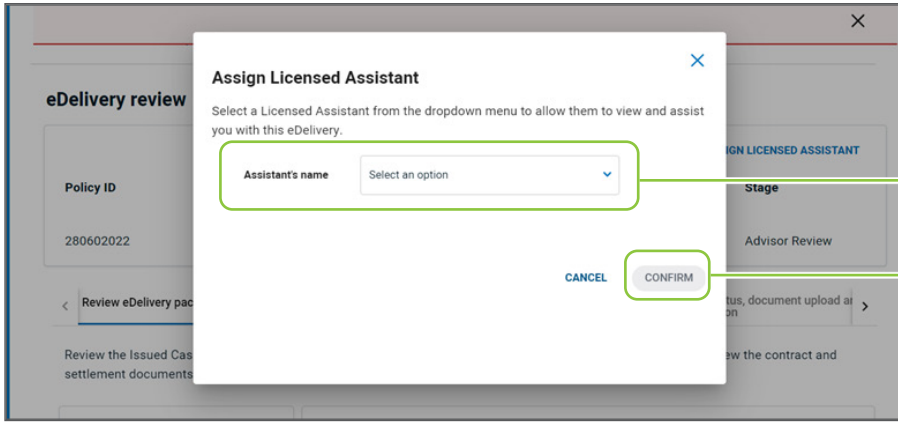 Assign Licensed Assistant
eDelivery review
Select a Licensed Assistant from the dropdown menu to allow them to view and assist
you with this eDelivery.
IGN LICENSED ASSISTANT
Assistant's name
Select an option
Policy ID
Stage
280602022
Advisor Review
CANCEL
CONFIRM
Review eDelivery pac
tus, document upload a
on
Review the Issued Cas
ew the contract and
settlement documents